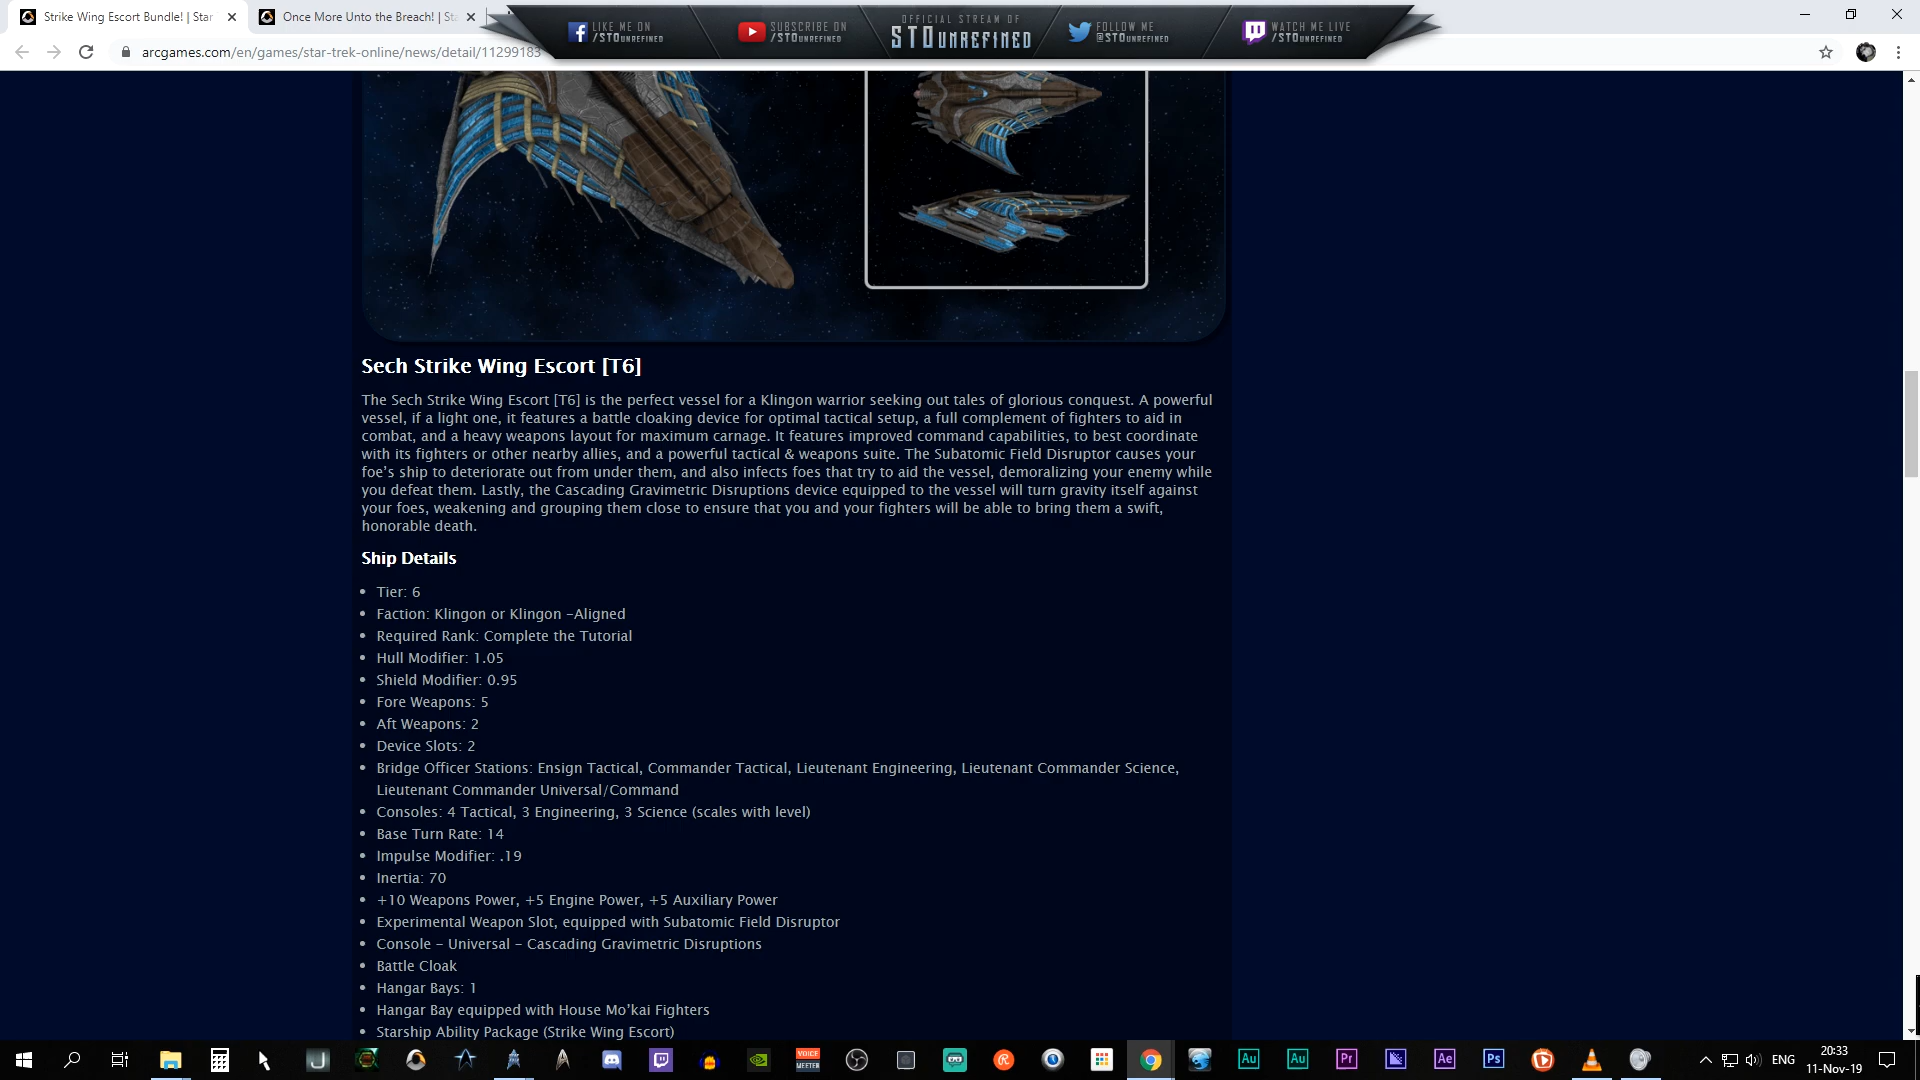 Strike Wing Escort Bundle! | Star
Once More Unto the Breach! | Sta
arcgames.com/en/games/star-trek-online/news/detail/11299183
LIKE ME ON
/STOUNREFINED
SUBSCRIBE ON
/STOUNREFINED
OFFICIAL STREAM OF
STOUNREFINED
FOLLOW ME
@STOUNREFINED
WATCH ME LIVE
/STOUNREFINED
Sech Strike Wing Escort [T6]
The Sech Strike Wing Escort [T6] is the perfect vessel for a Klingon warrior seeking out tales of glorious conquest. A powerful
vessel, if a light one, it features a battle cloaking device for optimal tactical setup, a full complement of fighters to aid in
combat, and a heavy weapons layout for maximum carnage. It features improved command capabilities, to best coordinate
with its fighters or other nearby allies, and a powerful tactical & weapons suite. The Subatomic Field Disruptor causes your
foe's ship to deteriorate out from under them, and also infects foes that try to aid the vessel, demoralizing your enemy while
you defeat them. Lastly, the Cascading Gravimetric Disruptions device equipped to the vessel will turn gravity itself against
your foes, weakening and grouping them close to ensure that you and your fighters will be able to bring them a swift,
honorable death.
Ship Details
• Tier: 6
• Faction: Klingon or Klingon -Aligned
• Required Rank: Complete the Tutorial
• Hull Modifier: 1.05
• Shield Modifier: 0.95
• Fore Weapons: 5
• Aft Weapons: 2
• Device Slots: 2
• Bridge Officer Stations: Ensign Tactical, Commander Tactical, Lieutenant Engineering, Lieutenant Commander Science,
Lieutenant Commander Universal/Command
• Consoles: 4 Tactical, 3 Engineering, 3 Science (scales with level)
• Base Turn Rate: 14
• Impulse Modifier: .19
• Inertia: 70
• +10 Weapons Power, +5 Engine Power, +5 Auxiliary Power
• Experimental Weapon Slot, equipped with Subatomic Field Disruptor
• Console - Universal - Cascading Gravimetric Disruptions
• Battle Cloak
• Hangar Bays: 1
• Hangar Bay equipped with House Mo'kai Fighters
• Starship Ability Package (Strike Wing Escort)
VOICE
MEETER
Au
Au
Pr
Ae
Ps
ENG
20:33
11-Nov-19